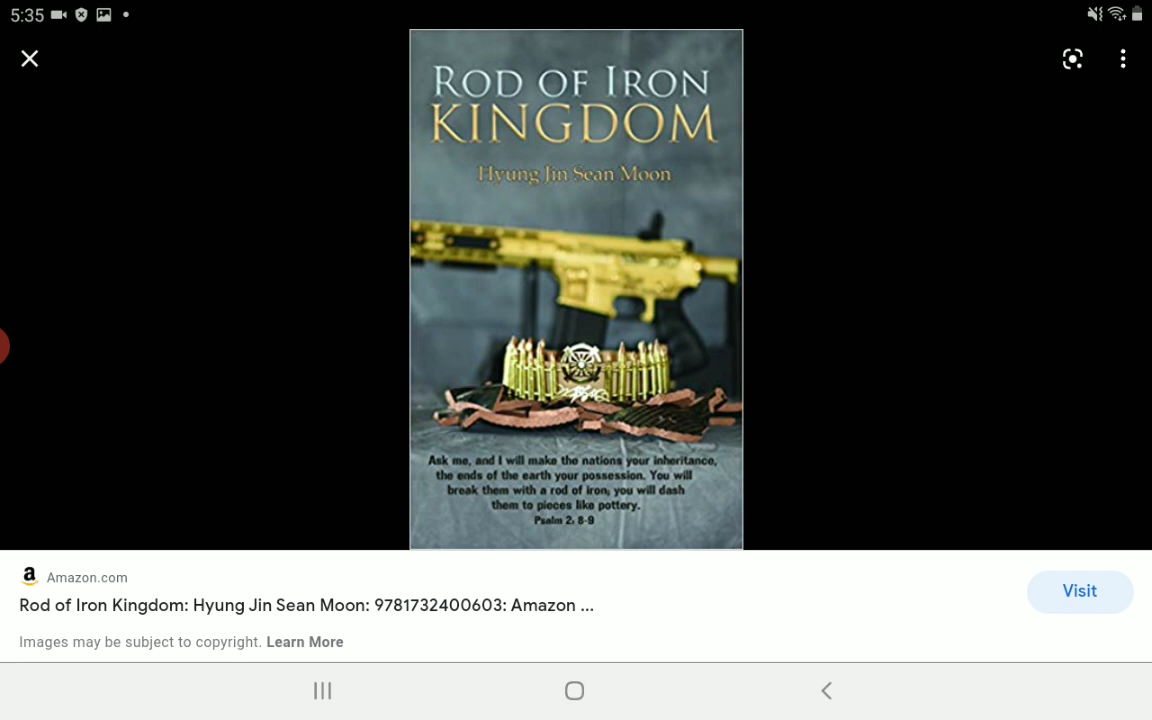 5:35
ROD OF IRON
KINGDOM
Hyung Jin Sean Moon
Ask me, and I will make the nations your inheritance,
the ends of the earth your possession. You will
break them with a rod of iron; you will dash
them to pieces like pottery.
Psalm 2: 8-9
a Amazon.com
Rod of Iron Kingdom: Hyung Jin Sean Moon: 9781732400603: Amazon ...
Visit
Images may be subject to copyright. Learn More